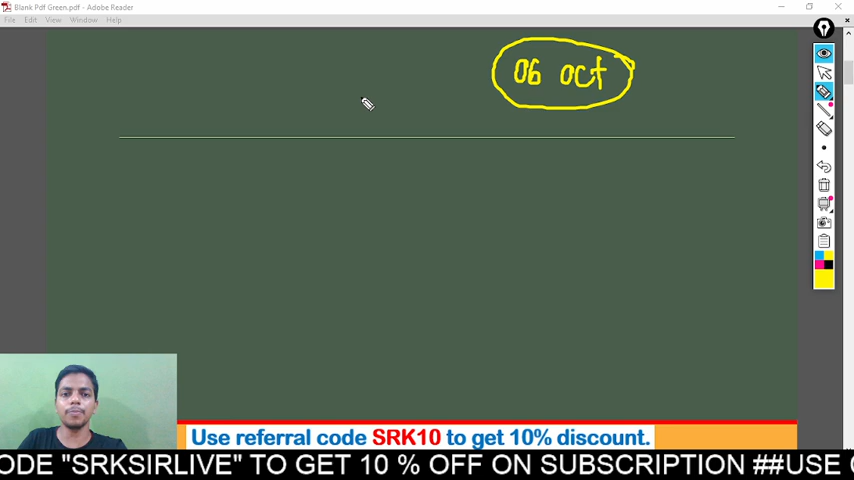 Blank Pdf Green.pdf - Adobe Reader
File Edit View Window Help
06 oct
Use referral code SRK10 to get 10% discount.
ODE "SRKSIRLIVE" TO GET 10 % OFF ON SUBSCRIPTION ##USE